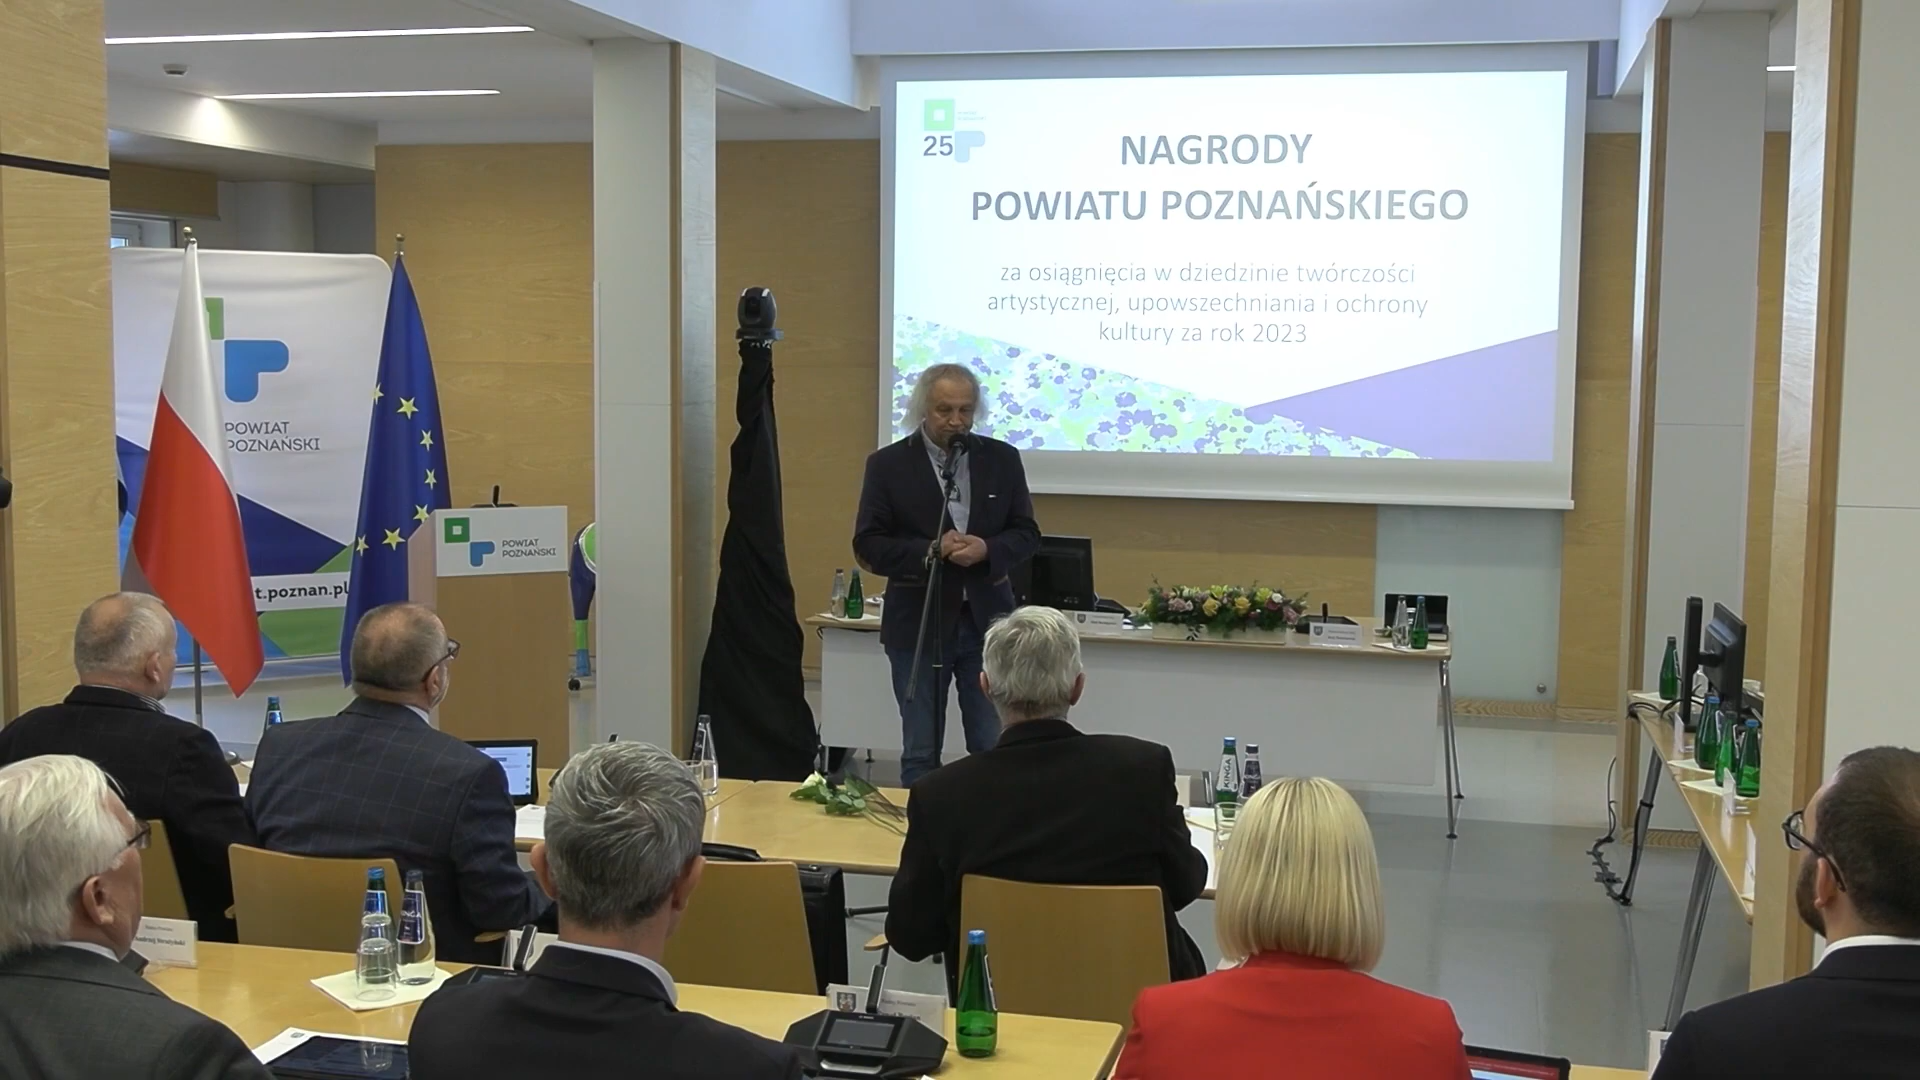 25
NAGRODY
POWIATU POZNAŃSKIEGO
za osiągnięcia w dziedzinie twórczości
artystycznej, upowszechniania i ochrony
kultury za rok 2023
POWIAT
POZNAŃSKI
t.poznan.pl
POWIAT
POZNAŃSKI
KINGA